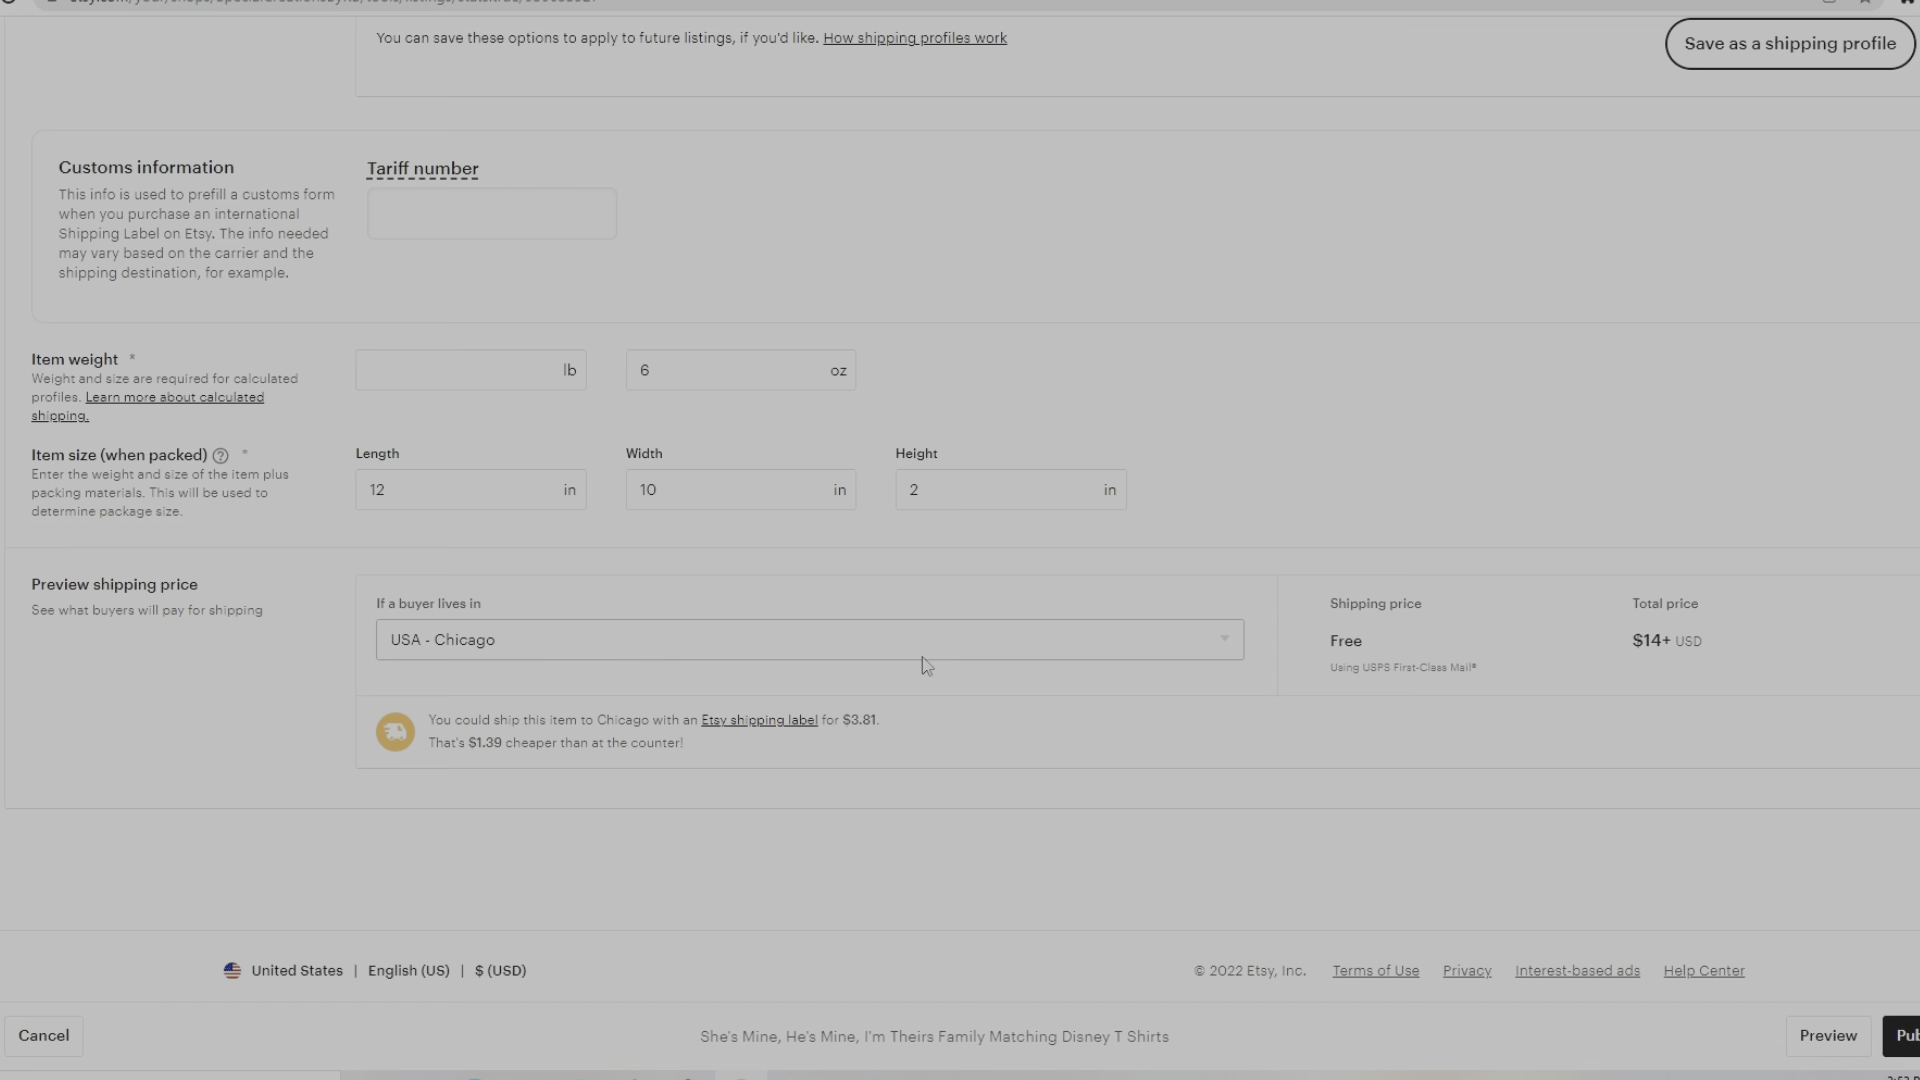 You can save these options to apply to future listings, if you'd like. How shipping profiles work
Save as a shipping profile
Customs information
This info is used to prefill a customs form
when you purchase an international
Shipping Label on Etsy. The info needed
may vary based on the carrier and the
shipping destination, for example.
Tariff number
Item weight *
Weight and size are required for calculated
profiles. Learn more about calculated
shipping.
lb
6 oz
Item size (when packed) ? *
Enter the weight and size of the item plus
packing materials. This will be used to
determine package size.
Length
12 in
Width
10 in
Height
2 in
Preview shipping price
See what buyers will pay for shipping
If a buyer lives in
USA - Chicago
Shipping price
Free
Using USPS First-Class Mail®
Total price
$14+ USD
You could ship this item to Chicago with an Etsy shipping label for $3.81.
That's $1.39 cheaper than at the counter!
United States | English (US) | $ (USD)
© 2022 Etsy, Inc. Terms of Use Privacy Interest-based ads Help Center
Cancel
She's Mine, He's Mine, I'm Theirs Family Matching Disney T Shirts
Preview
Pub